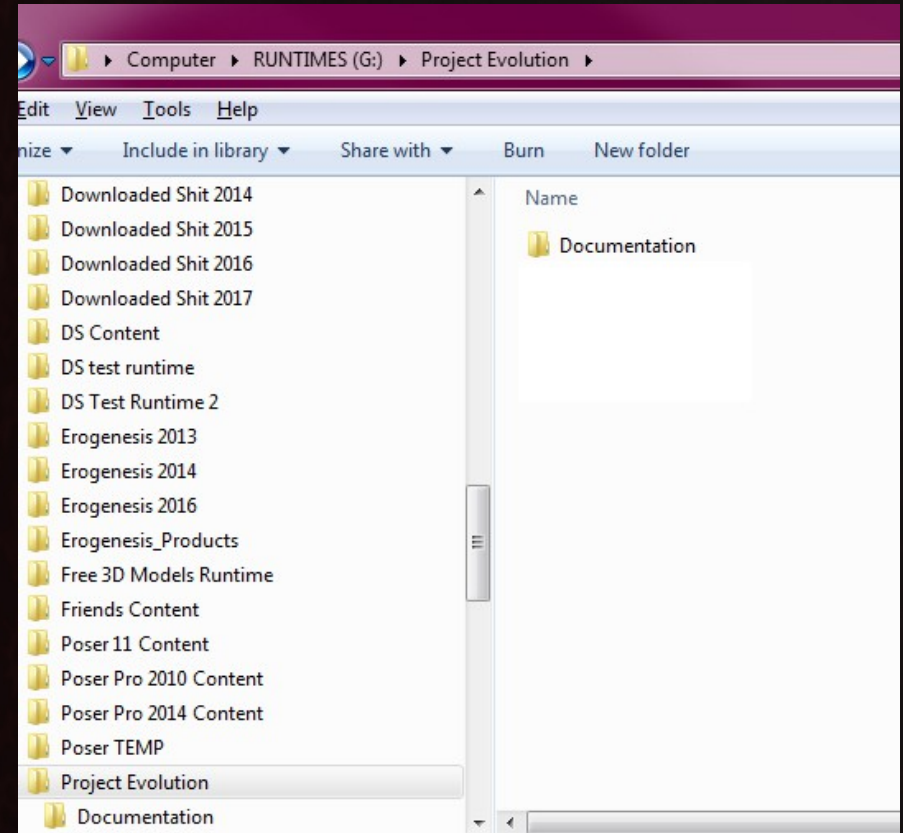 Computer ▸ RUNTIMES (G:) ▸ Project Evolution ▸
Edit View Tools Help
nize Include in library Share with Burn New folder
Downloaded Shit 2014
Downloaded Shit 2015
Downloaded Shit 2016
Downloaded Shit 2017
DS Content
DS test runtime
DS Test Runtime 2
Erogenesis 2013
Erogenesis 2014
Erogenesis 2016
Erogenesis_Products
Free 3D Models Runtime
Friends Content
Poser 11 Content
Poser Pro 2010 Content
Poser Pro 2014 Content
Poser TEMP
Project Evolution
Documentation
Name
Documentation